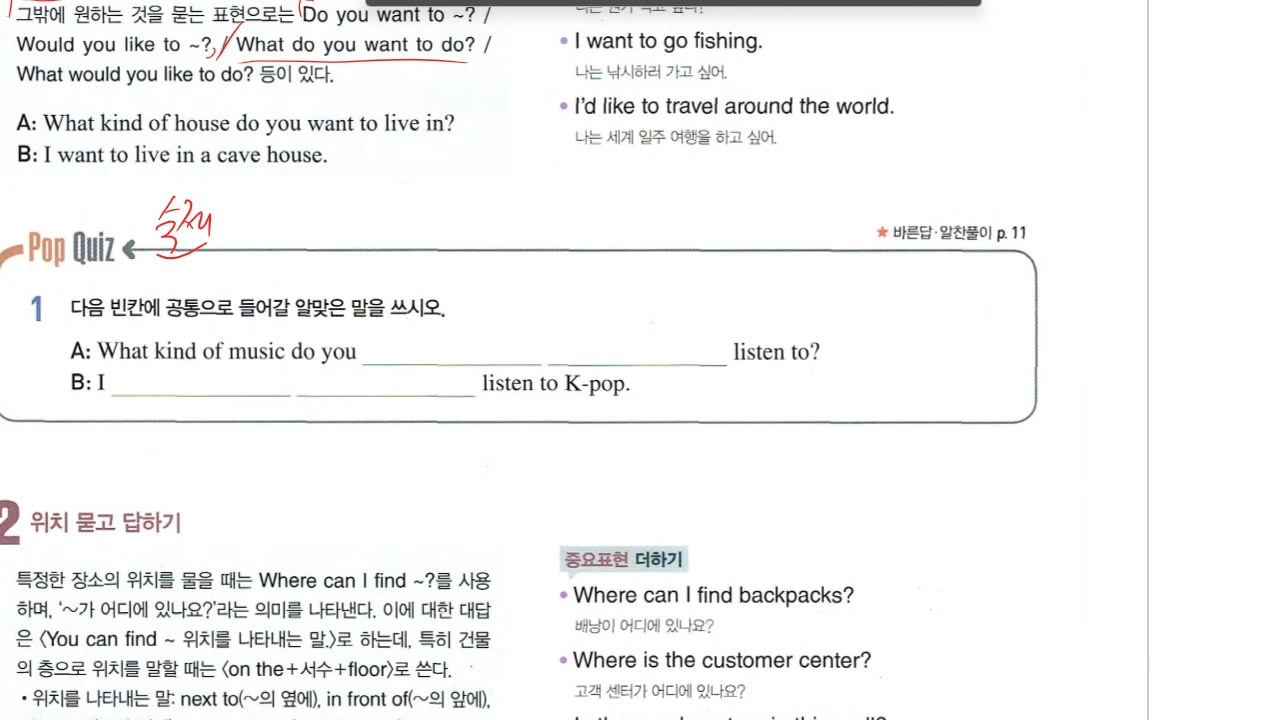 그밖에 원하는 것을 묻는 표현으로는 Do you want to ~? /
Would you like to ~?, / What do you want to do? /
What would you like to do? 등이 있다.
A: What kind of house do you want to live in?
B: I want to live in a cave house.
• I want to go fishing.
나는 낚시하러 가고 싶어.
• I’d like to travel around the world.
나는 세계 일주 여행을 하고 싶어.
숙제
Pop Quiz
★ 바른답·알찬풀이 p. 11
1 다음 빈칸에 공통으로 들어갈 알맞은 말을 쓰시오.
A: What kind of music do you ____ ____ listen to?
B: I ____ ____ listen to K-pop.
2 위치 묻고 답하기
특정한 장소의 위치를 물을 때는 Where can I find ~?를 사용
하며, ‘~가 어디에 있나요?’라는 의미를 나타낸다. 이에 대한 대답
은 〈You can find ~ 위치를 나타내는 말.〉로 하는데, 특히 건물
의 층으로 위치를 말할 때는 〈on the+서수+floor〉로 쓴다.
• 위치를 나타내는 말: next to(~의 옆에), in front of(~의 앞에),
중요표현 더하기
• Where can I find backpacks?
배낭이 어디에 있나요?
• Where is the customer center?
고객 센터가 어디에 있나요?